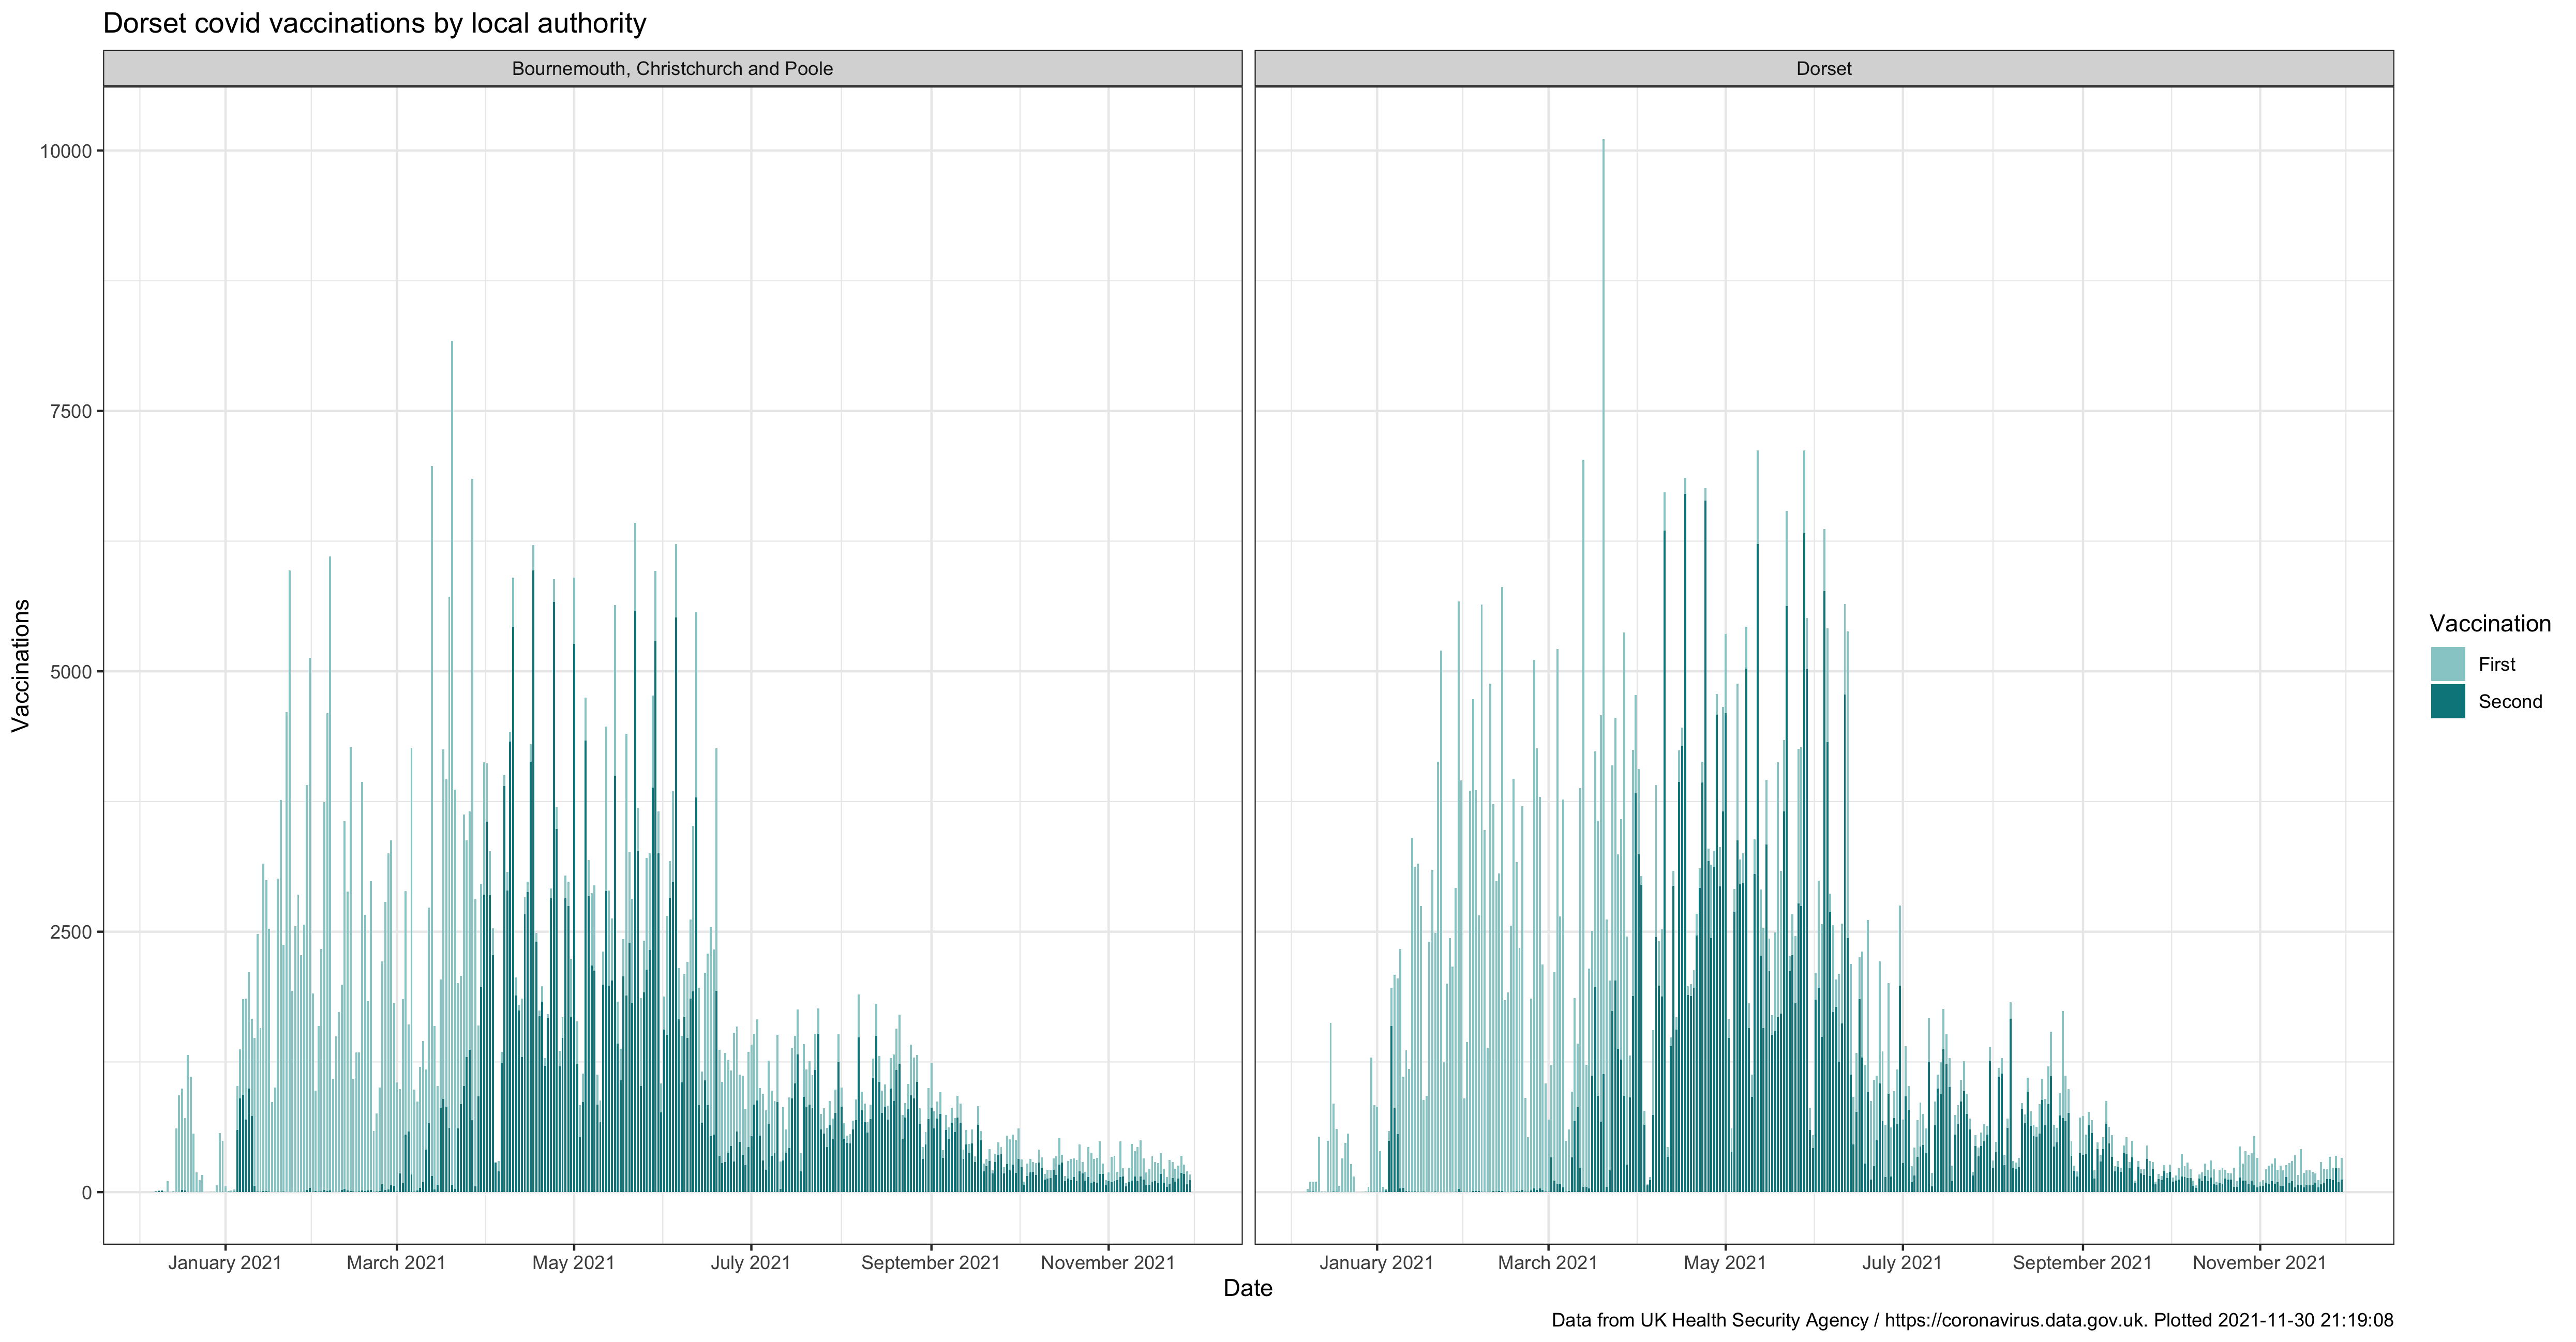 Dorset covid vaccinations by local authority
Bournemouth, Christchurch and Poole
Dorset
Vaccinations
10000
7500
5000
2500
0
January 2021
March 2021
May 2021
July 2021
September 2021
November 2021
January 2021
March 2021
May 2021
July 2021
September 2021
November 2021
Date
Vaccination
First
Second
Data from UK Health Security Agency / https://coronavirus.data.gov.uk. Plotted 2021-11-30 21:19:08